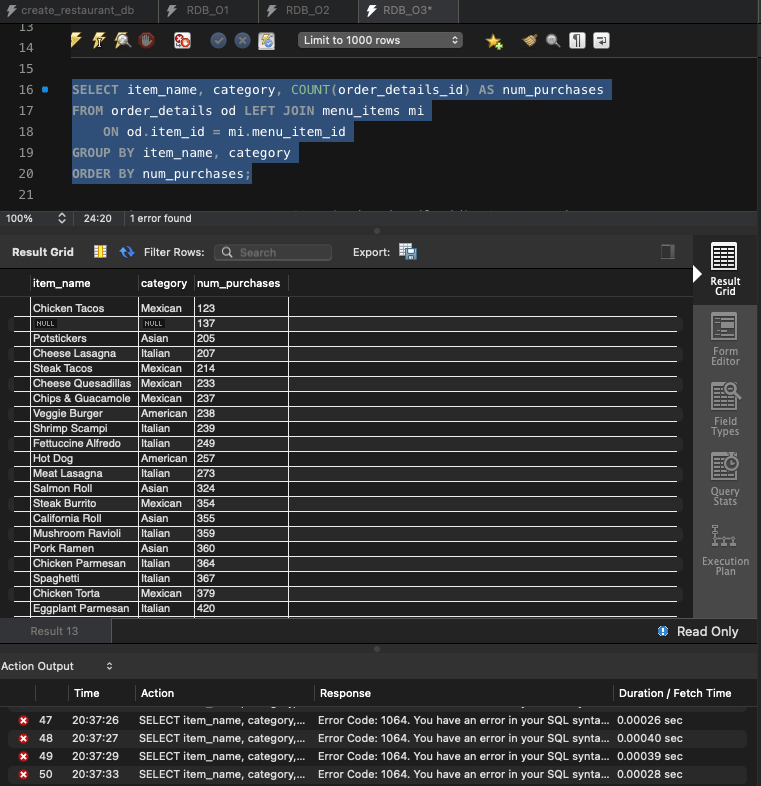 create_restaurant_db RDB_O1 RDB_O2 RDB_O3*
13
14 Limit to 1000 rows
15
16 SELECT item_name, category, COUNT(order_details_id) AS num_purchases
17 FROM order_details od LEFT JOIN menu_items mi
18 ON od.item_id = mi.menu_item_id
19 GROUP BY item_name, category
20 ORDER BY num_purchases;
21
100% 24:20 1 error found
Result Grid Filter Rows: Search Export:
item_name category num_purchases
Chicken Tacos Mexican 123
NULL NULL 137
Potstickers Asian 205
Cheese Lasagna Italian 207
Steak Tacos Mexican 214
Cheese Quesadillas Mexican 233
Chips & Guacamole Mexican 237
Veggie Burger American 238
Shrimp Scampi Italian 239
Fettuccine Alfredo Italian 249
Hot Dog American 257
Meat Lasagna Italian 273
Salmon Roll Asian 324
Steak Burrito Mexican 354
California Roll Asian 355
Mushroom Ravioli Italian 359
Pork Ramen Asian 360
Chicken Parmesan Italian 364
Spaghetti Italian 367
Chicken Torta Mexican 379
Eggplant Parmesan Italian 420
Result
Grid
Form
Editor
Field
Types
Query
Stats
Execution
Plan
Result 13 Read Only
Action Output
Time Action Response Duration / Fetch Time
47 20:37:26 SELECT item_name, category,... Error Code: 1064. You have an error in your SQL synta... 0.00026 sec
48 20:37:27 SELECT item_name, category,... Error Code: 1064. You have an error in your SQL synta... 0.00040 sec
49 20:37:29 SELECT item_name, category,... Error Code: 1064. You have an error in your SQL synta... 0.00039 sec
50 20:37:33 SELECT item_name, category,... Error Code: 1064. You have an error in your SQL synta... 0.00028 sec